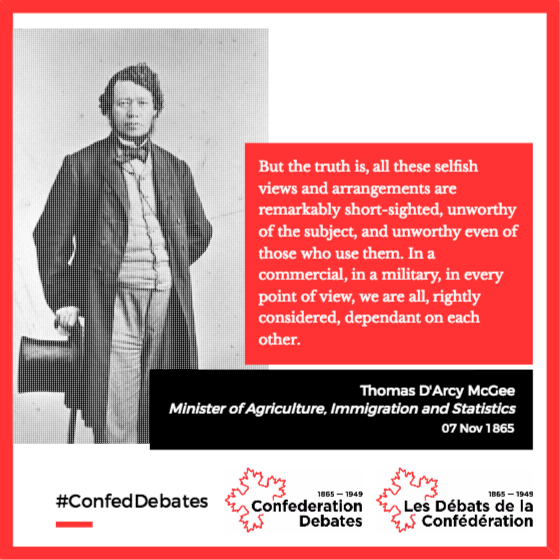 But the truth is, all these selfish
views and arrangements are
remarkably short-sighted, unworthy
of the subject, and unworthy even of
those who use them. In a
commercial, in a military, in every
point of view, we are all, rightly
considered, dependant on each
other.
Thomas D'Arcy McGee
Minister of Agriculture, Immigration and Statistics
07 Nov 1865
#ConfedDebates
1865 — 1949
Confederation
Debates
1865 — 1949
Les Débats de la
Confédération